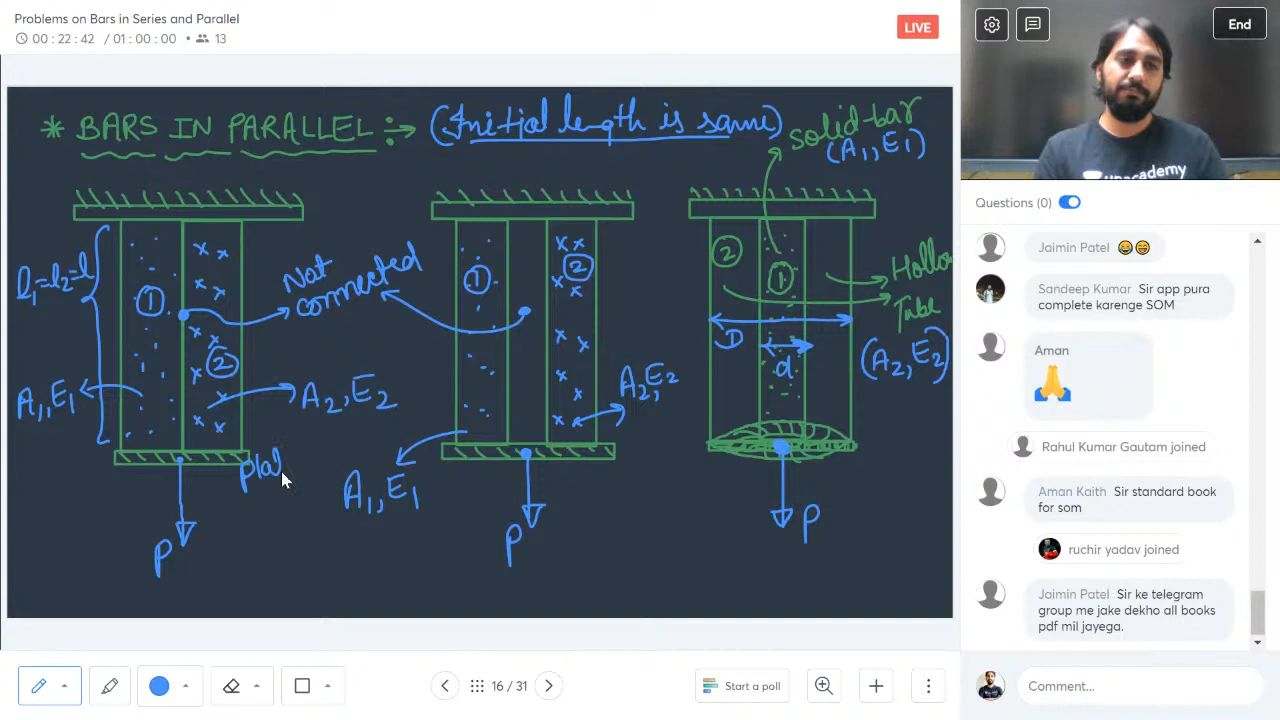 Problems on Bars in Series and Parallel
00 : 22 : 42 / 01 : 00 : 00 • 13
LIVE
End
unacademy
* BARS IN PARALLEL :→ (Initial length is same)
solid-bar
(A1, E1)
l1=l2=l
1
2
Not
connected
A1, E1
A2, E2
plat
P
1
2
A2, E2
A1, E1
P
2
1
Hollo
Tube
(A2, E2)
D
d
P
Questions (0)
Jaimin Patel 😂😄
Sandeep Kumar Sir app pura
complete karenge SOM
Aman
🙏
Rahul Kumar Gautam joined
Aman Kaith Sir standard book
for som
ruchir yadav joined
Jaimin Patel Sir ke telegram
group me jake dekho all books
pdf mil jayega.
16 / 31
Start a poll
Comment...